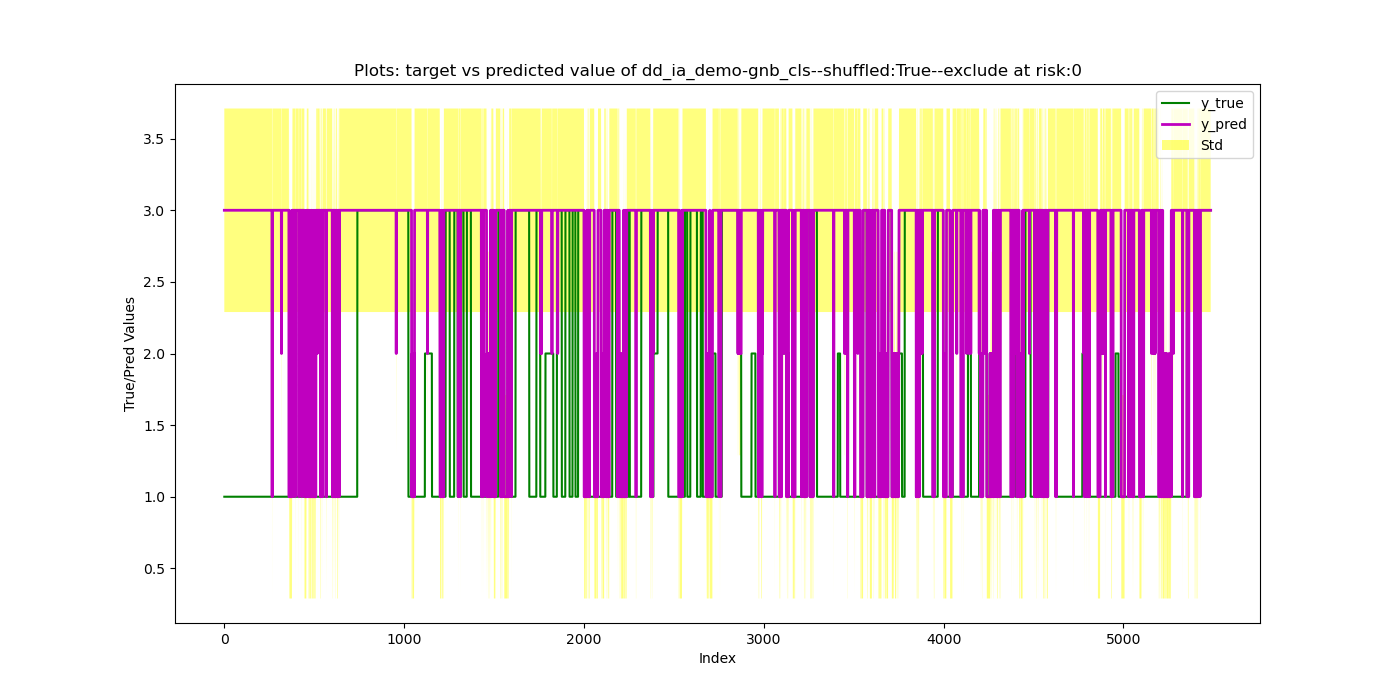 Plots: target vs predicted value of dd_ia_demo-gnb_cls--shuffled:True--exclude at risk:0
y_true
y_pred
Std
True/Pred Values
3.5
3.0
2.5
2.0
1.5
1.0
0.5
0
1000
2000
3000
4000
5000
Index